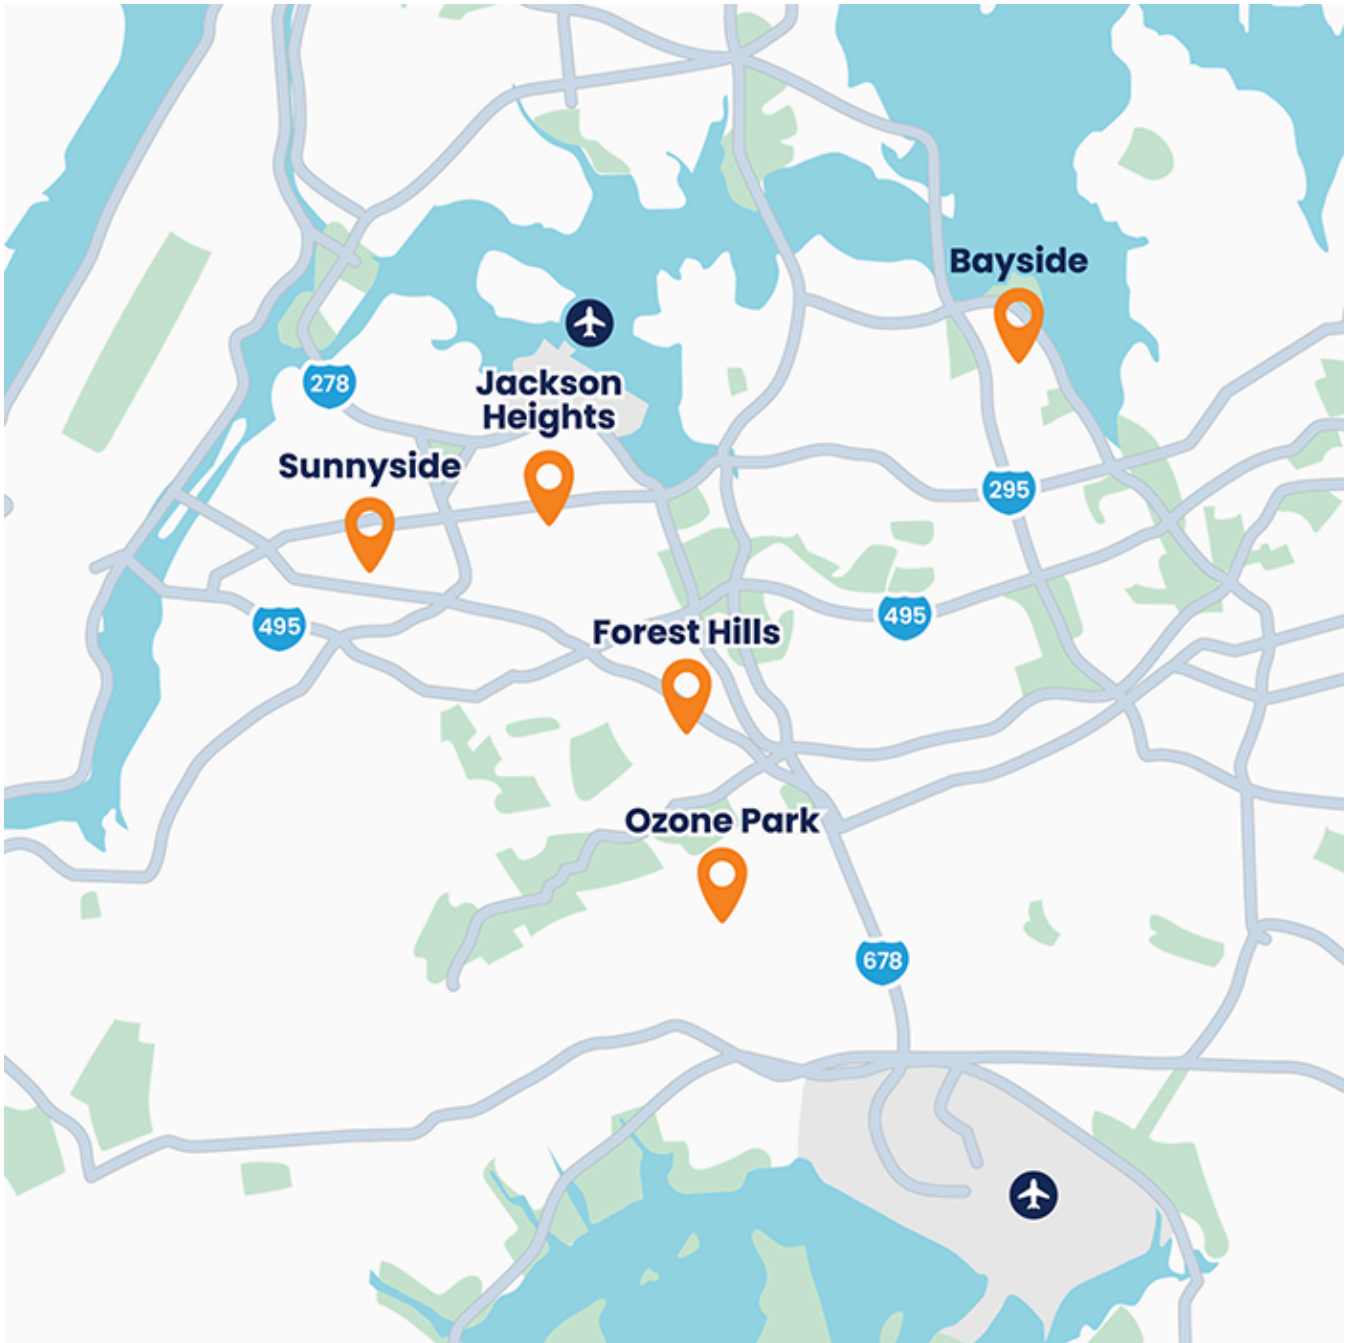 Bayside
Jackson
Heights
278
Sunnyside
295
495
495
Forest Hills
Ozone Park
678